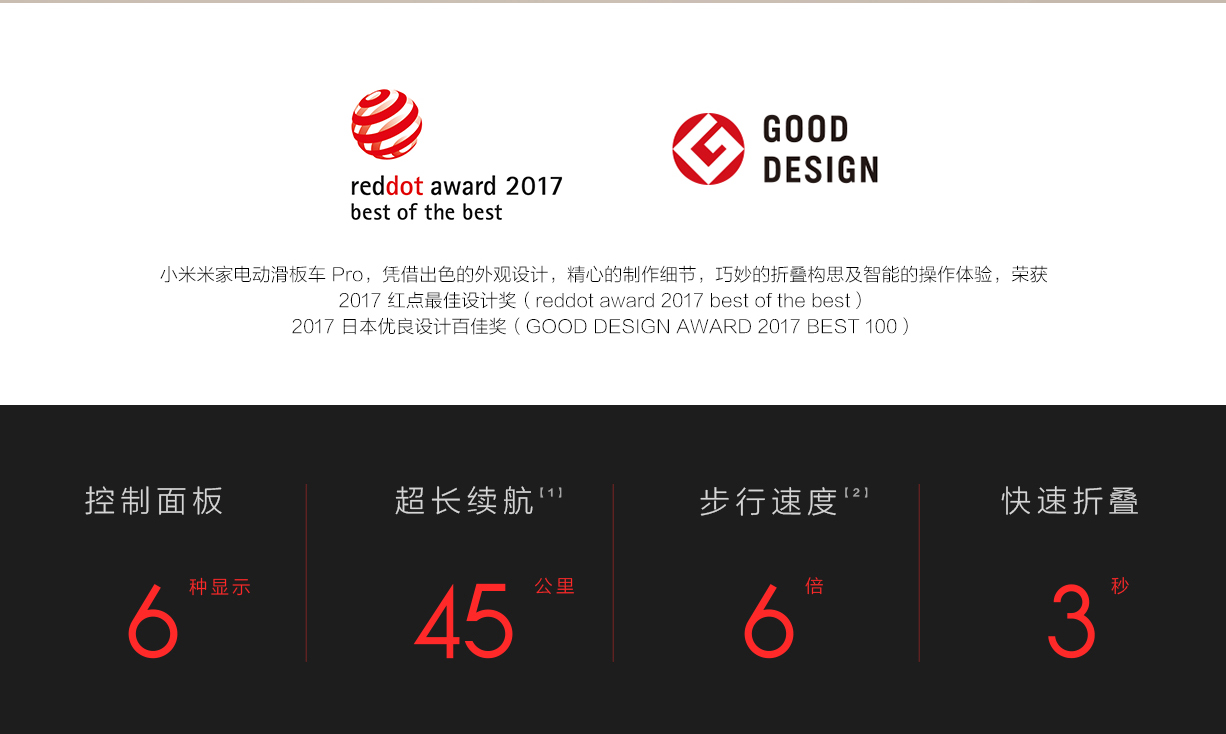 reddot award 2017
best of the best
GOOD
DESIGN
小米米家电动滑板车 Pro，凭借出色的外观设计，精心的制作细节，巧妙的折叠构思及智能的操作体验，荣获
2017 红点最佳设计奖（reddot award 2017 best of the best）
2017 日本优良设计百佳奖（GOOD DESIGN AWARD 2017 BEST 100）
控制面板
6 种显示
超长续航【1】
45 公里
步行速度【2】
6 倍
快速折叠
3 秒